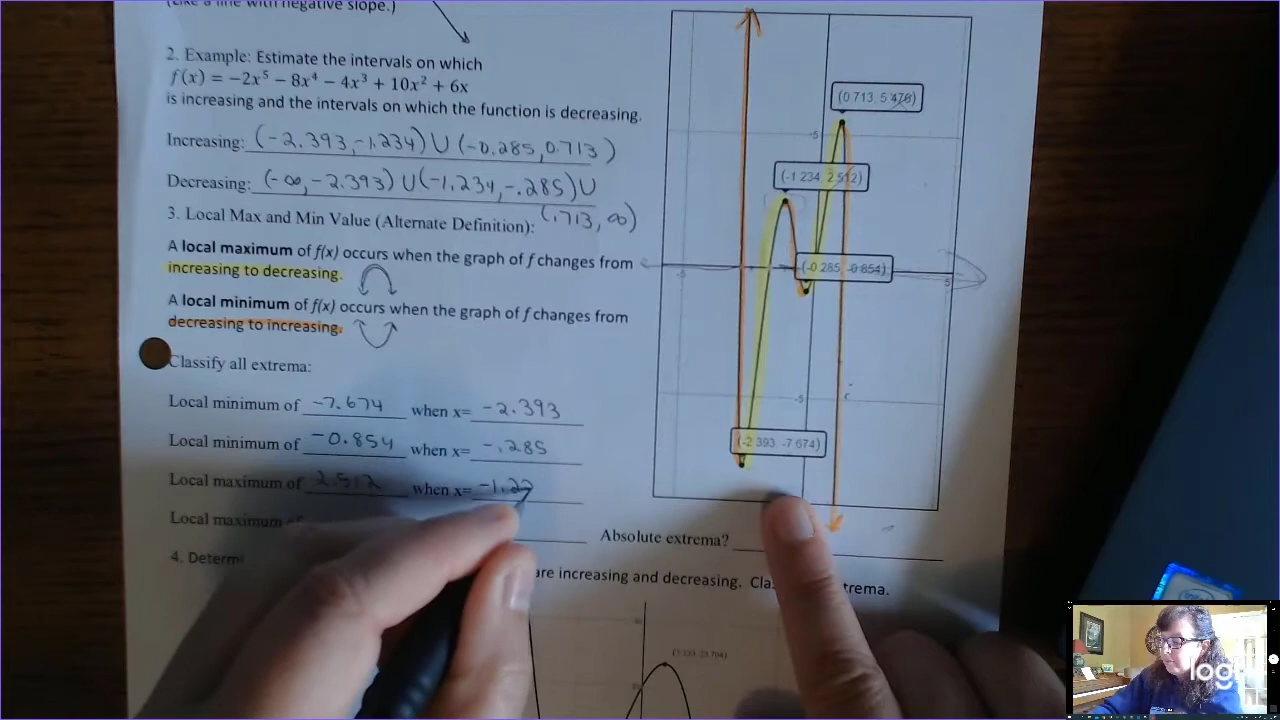 (Like a line with negative slope.)
2. Example: Estimate the intervals on which
f(x) = −2x⁵ − 8x⁴ − 4x³ + 10x² + 6x
is increasing and the intervals on which the function is decreasing.
Increasing: (-2.393,-1.234) U (-0.285,0.713)
Decreasing: (-∞,-2.393) U (-1.234,-.285) U
(.713, ∞)
3. Local Max and Min Value (Alternate Definition):
A local maximum of f(x) occurs when the graph of f changes from
increasing to decreasing.
A local minimum of f(x) occurs when the graph of f changes from
decreasing to increasing.
Classify all extrema:
Local minimum of -7.674 when x= -2.393
Local minimum of -0.854 when x= -.285
Local maximum of 2.512 when x= -1.23
Local maximum
Absolute extrema?
4. Determ
are increasing and decreasing. Cla
trema.
(0.713, 5.476)
5
(-1.234, 2.512)
(-0.285, -0.854)
-5
5
-5
(-2.393, -7.674)
logi